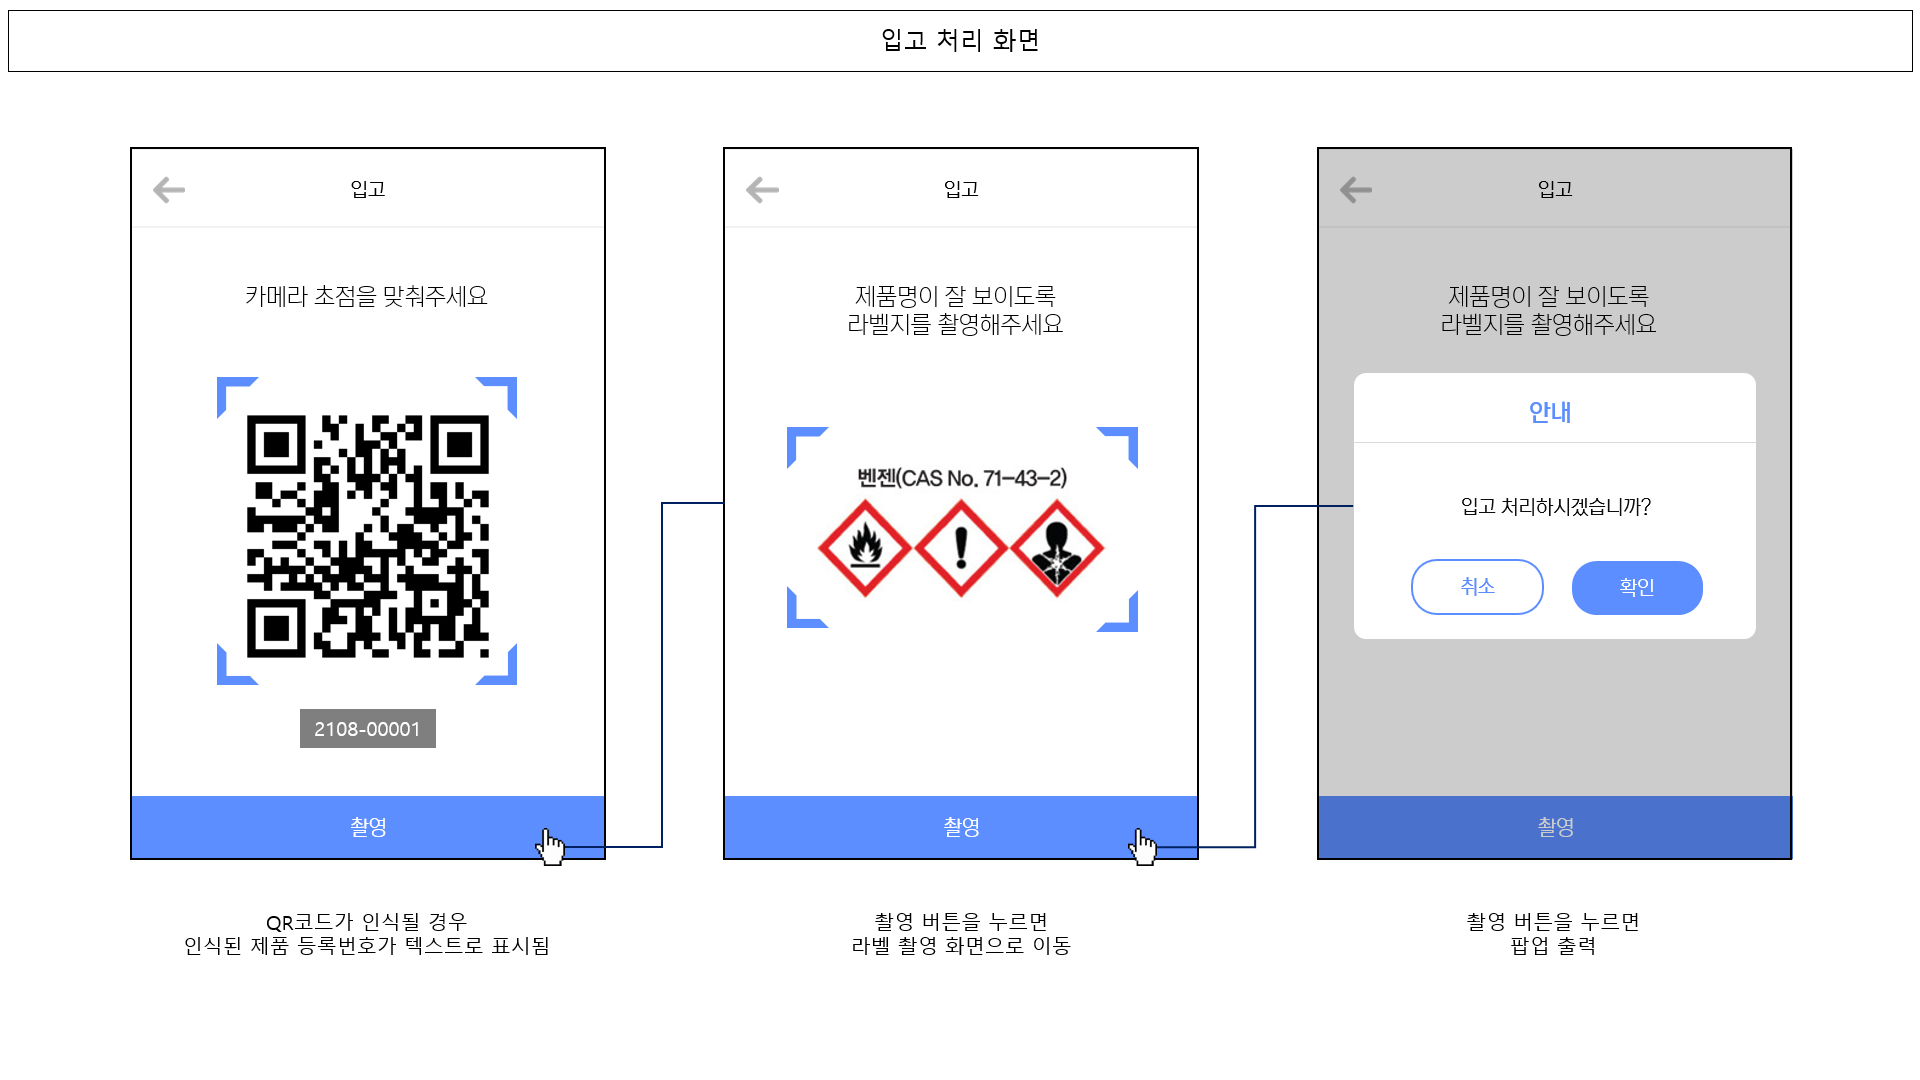 입고 처리 화면
입고
카메라 초점을 맞춰주세요
2108-00001
촬영
QR코드가 인식될 경우
인식된 제품 등록번호가 텍스트로 표시됨
입고
제품명이 잘 보이도록
라벨지를 촬영해주세요
벤젠(CAS No. 71-43-2)
촬영
촬영 버튼을 누르면
라벨 촬영 화면으로 이동
입고
제품명이 잘 보이도록
라벨지를 촬영해주세요
안내
입고 처리하시겠습니까?
취소 확인
촬영
촬영 버튼을 누르면
팝업 출력